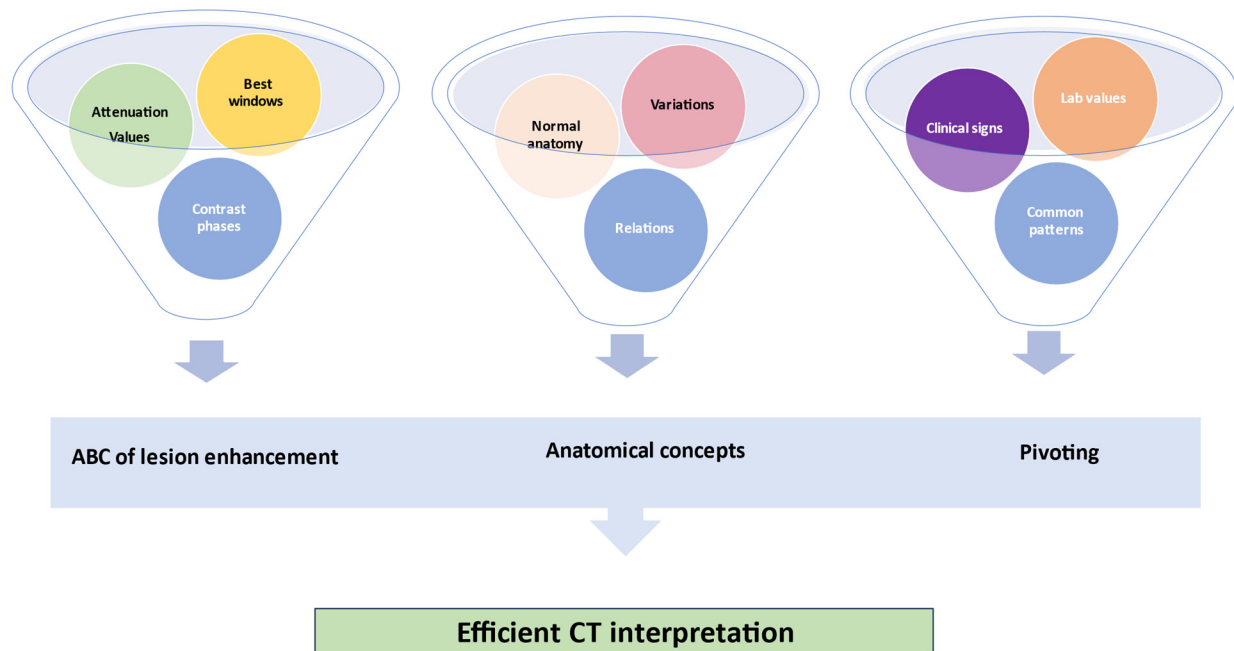 Attenuation
Values
Best
windows
Contrast
phases
Normal
anatomy
Variations
Relations
Clinical signs
Lab values
Common
patterns
ABC of lesion enhancement
Anatomical concepts
Pivoting
Efficient CT interpretation